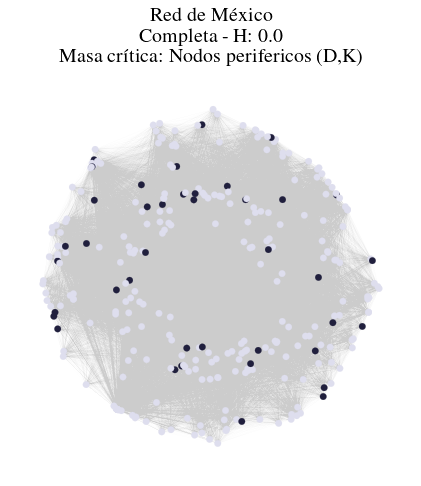 Red de México
Completa - H: 0.0
Masa crítica: Nodos perifericos (D,K)